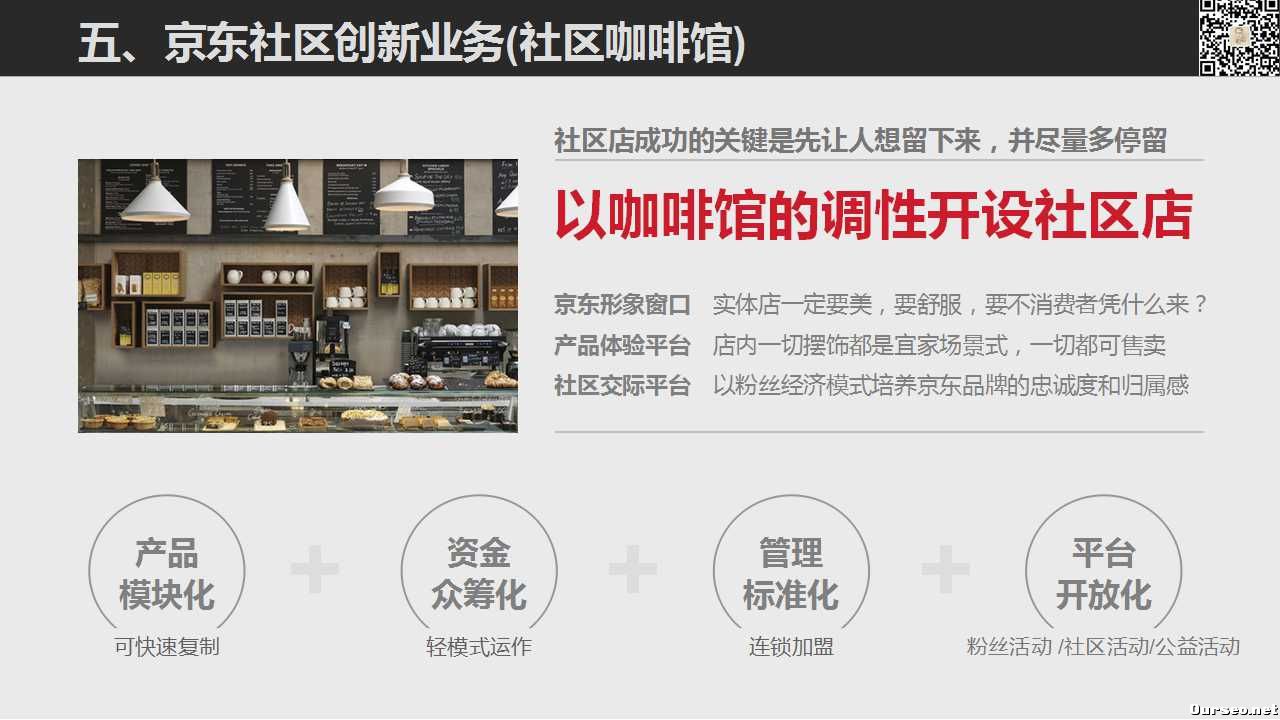 五、京东社区创新业务(社区咖啡馆)
社区店成功的关键是先让人想留下来，并尽量多停留
以咖啡馆的调性开设社区店
京东形象窗口 实体店一定要美，要舒服，要不消费者凭什么来？
产品体验平台 店内一切摆饰都是宜家场景式，一切都可售卖
社区交际平台 以粉丝经济模式培养京东品牌的忠诚度和归属感
产品
模块化
可快速复制
资金
众筹化
轻模式运作
管理
标准化
连锁加盟
平台
开放化
粉丝活动 /社区活动/公益活动
Ourseo.net